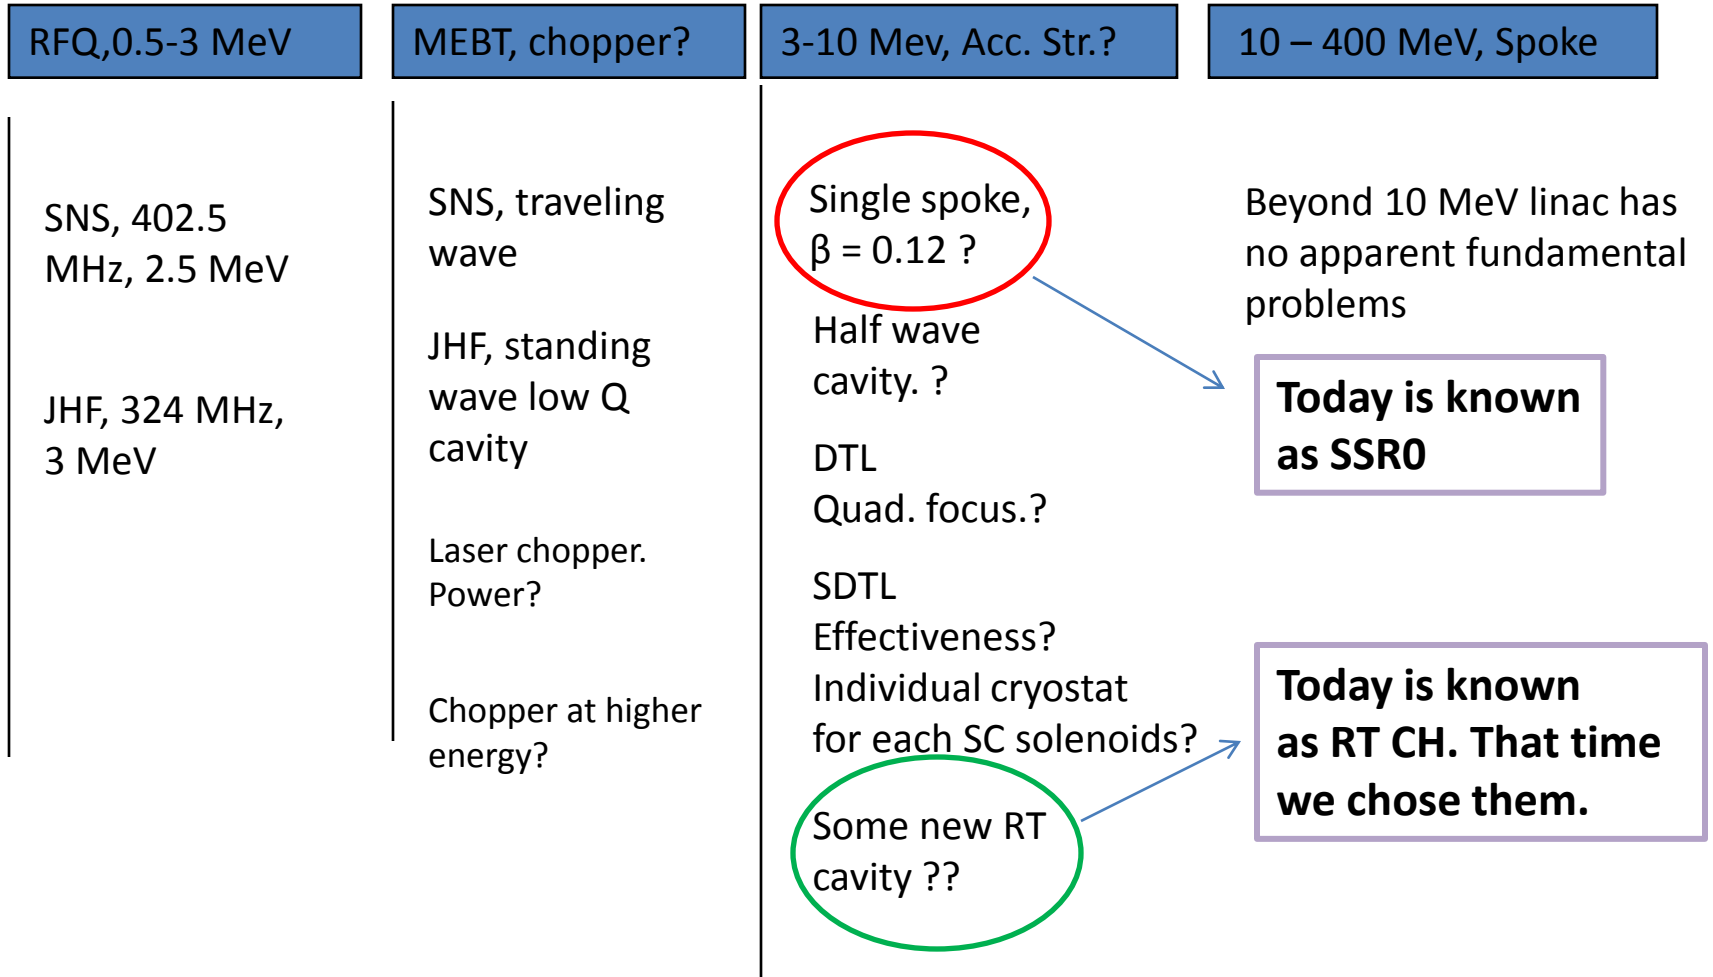 RFQ,0.5-3 MeV
MEBT, chopper?
3-10 Mev, Acc. Str.?
10 – 400 MeV, Spoke
SNS, 402.5
MHz, 2.5 MeV
JHF, 324 MHz,
3 MeV
SNS, traveling
wave
JHF, standing
wave low Q
cavity
Laser chopper.
Power?
Chopper at higher
energy?
Single spoke,
β = 0.12 ?
Half wave
cavity. ?
DTL
Quad. focus.?
SDTL
Effectiveness?
Individual cryostat
for each SC solenoids?
Some new RT
cavity ??
Beyond 10 MeV linac has
no apparent fundamental
problems
Today is known
as SSR0
Today is known
as RT CH. That time
we chose them.